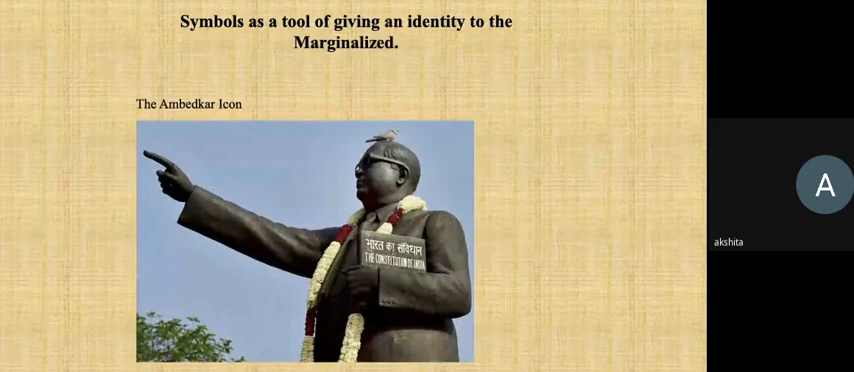 Symbols as a tool of giving an identity to the
Marginalized.
The Ambedkar Icon
भारत का संविधान
THE CONSTITUTION OF INDIA
A
akshita